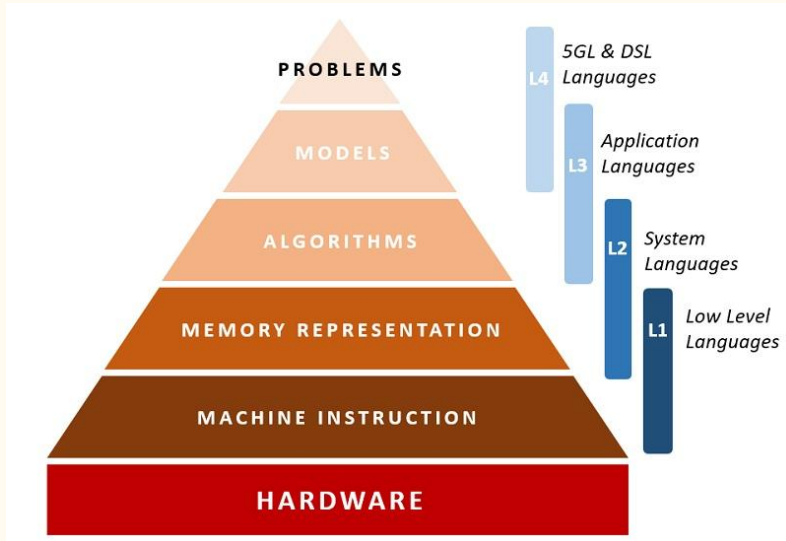 PROBLEMS
MODELS
ALGORITHMS
MEMORY REPRESENTATION
MACHINE INSTRUCTION
HARDWARE
L4
5GL & DSL
Languages
L3
Application
Languages
L2
System
Languages
L1
Low Level
Languages